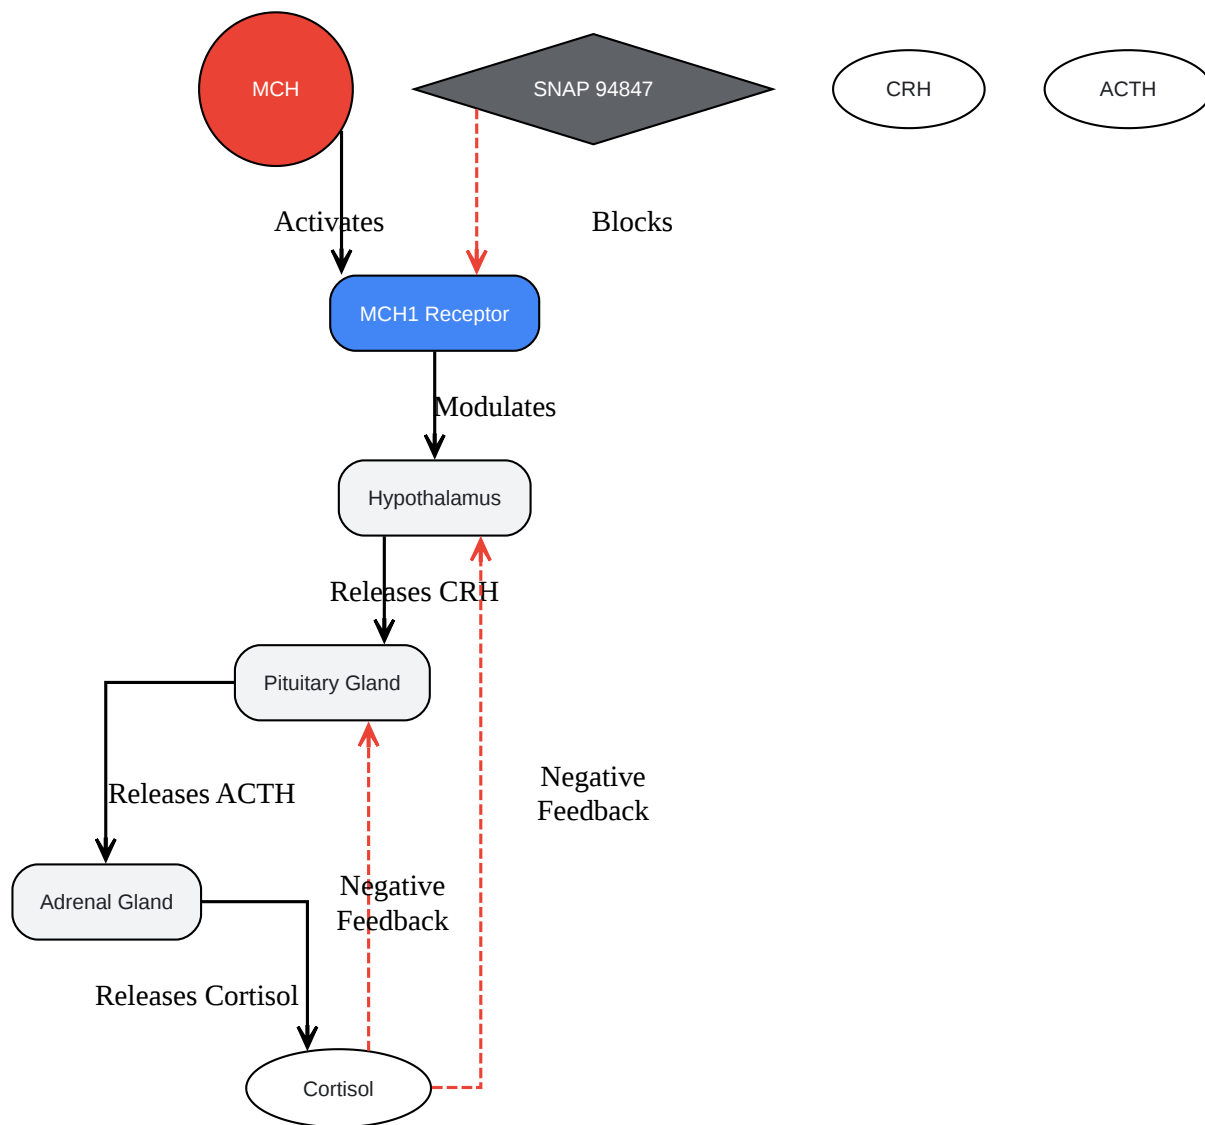 MCH
SNAP 94847
CRH
ACTH
Activates
Blocks
MCH1 Receptor
Modulates
Hypothalamus
Releases CRH
Pituitary Gland
Releases ACTH
Negative
Feedback
Adrenal Gland
Negative
Feedback
Releases Cortisol
Cortisol